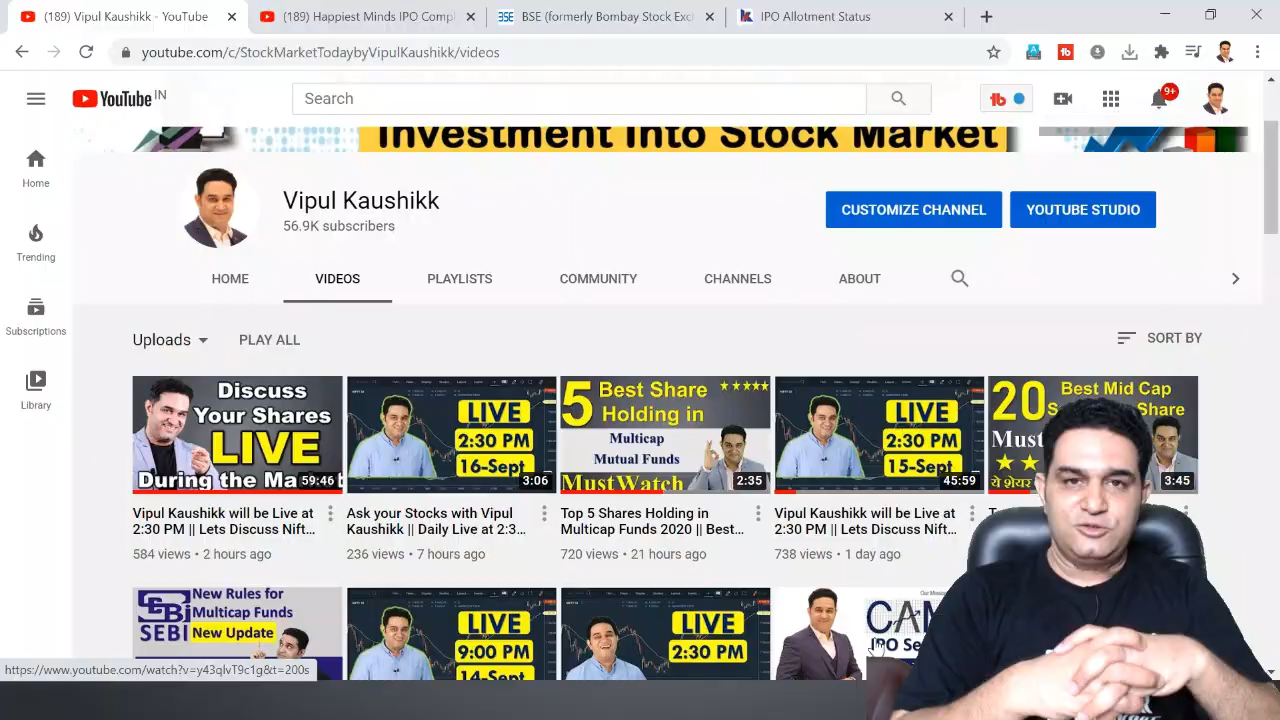 (189) Vipul Kaushikk - YouTube
(189) Happiest Minds IPO Compl
BSE (formerly Bombay Stock Exc
IPO Allotment Status
youtube.com/c/StockMarketTodaybyVipulKaushikk/videos
YouTube IN
Search
9+
Investment into Stock Market
Home
Trending
Subscriptions
Library
Vipul Kaushikk
56.9K subscribers
CUSTOMIZE CHANNEL
YOUTUBE STUDIO
HOME
VIDEOS
PLAYLISTS
COMMUNITY
CHANNELS
ABOUT
Uploads
PLAY ALL
SORT BY
Discuss
Your Shares
LIVE
During the Ma
59:46
Vipul Kaushikk will be Live at
2:30 PM || Lets Discuss Nift...
584 views • 2 hours ago
LIVE
2:30 PM
16-Sept
3:06
Ask your Stocks with Vipul
Kaushikk || Daily Live at 2:3...
236 views • 7 hours ago
5 Best Share
Holding in
Multicap
Mutual Funds
MustWatch
2:35
Top 5 Shares Holding in
Multicap Funds 2020 || Best...
720 views • 21 hours ago
LIVE
2:30 PM
15-Sept
45:59
Vipul Kaushikk will be Live at
2:30 PM || Lets Discuss Nift...
738 views • 1 day ago
20 Best Mid Cap
Share
Must
ये शेयर
3:45
SEBI
New Rules for
Multicap Funds
New Update
LIVE
9:00 PM
14-Sept
LIVE
2:30 PM
CAM
IPO Se
https://www.youtube.com/watch?v=y43qIvT9c1g&t=200s